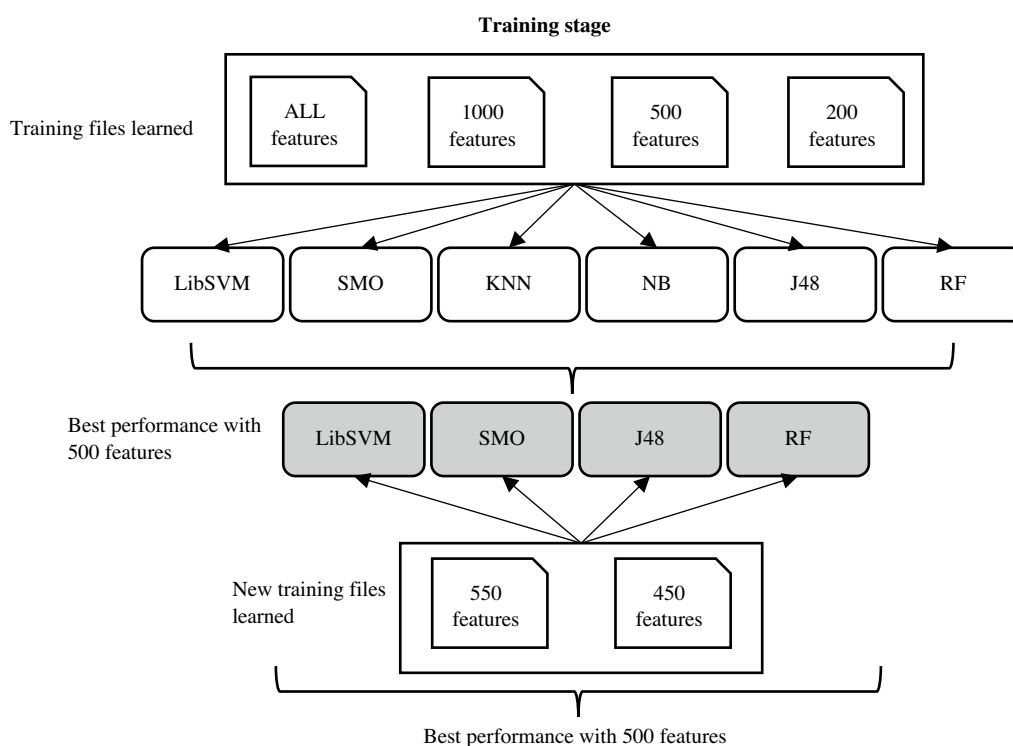 Training stage
Training files learned
ALL
features
1000
features
500
features
200
features
LibSVM
SMO
KNN
NB
J48
RF
Best performance with
500 features
LibSVM
SMO
J48
RF
New training files
learned
550
features
450
features
Best performance with 500 features